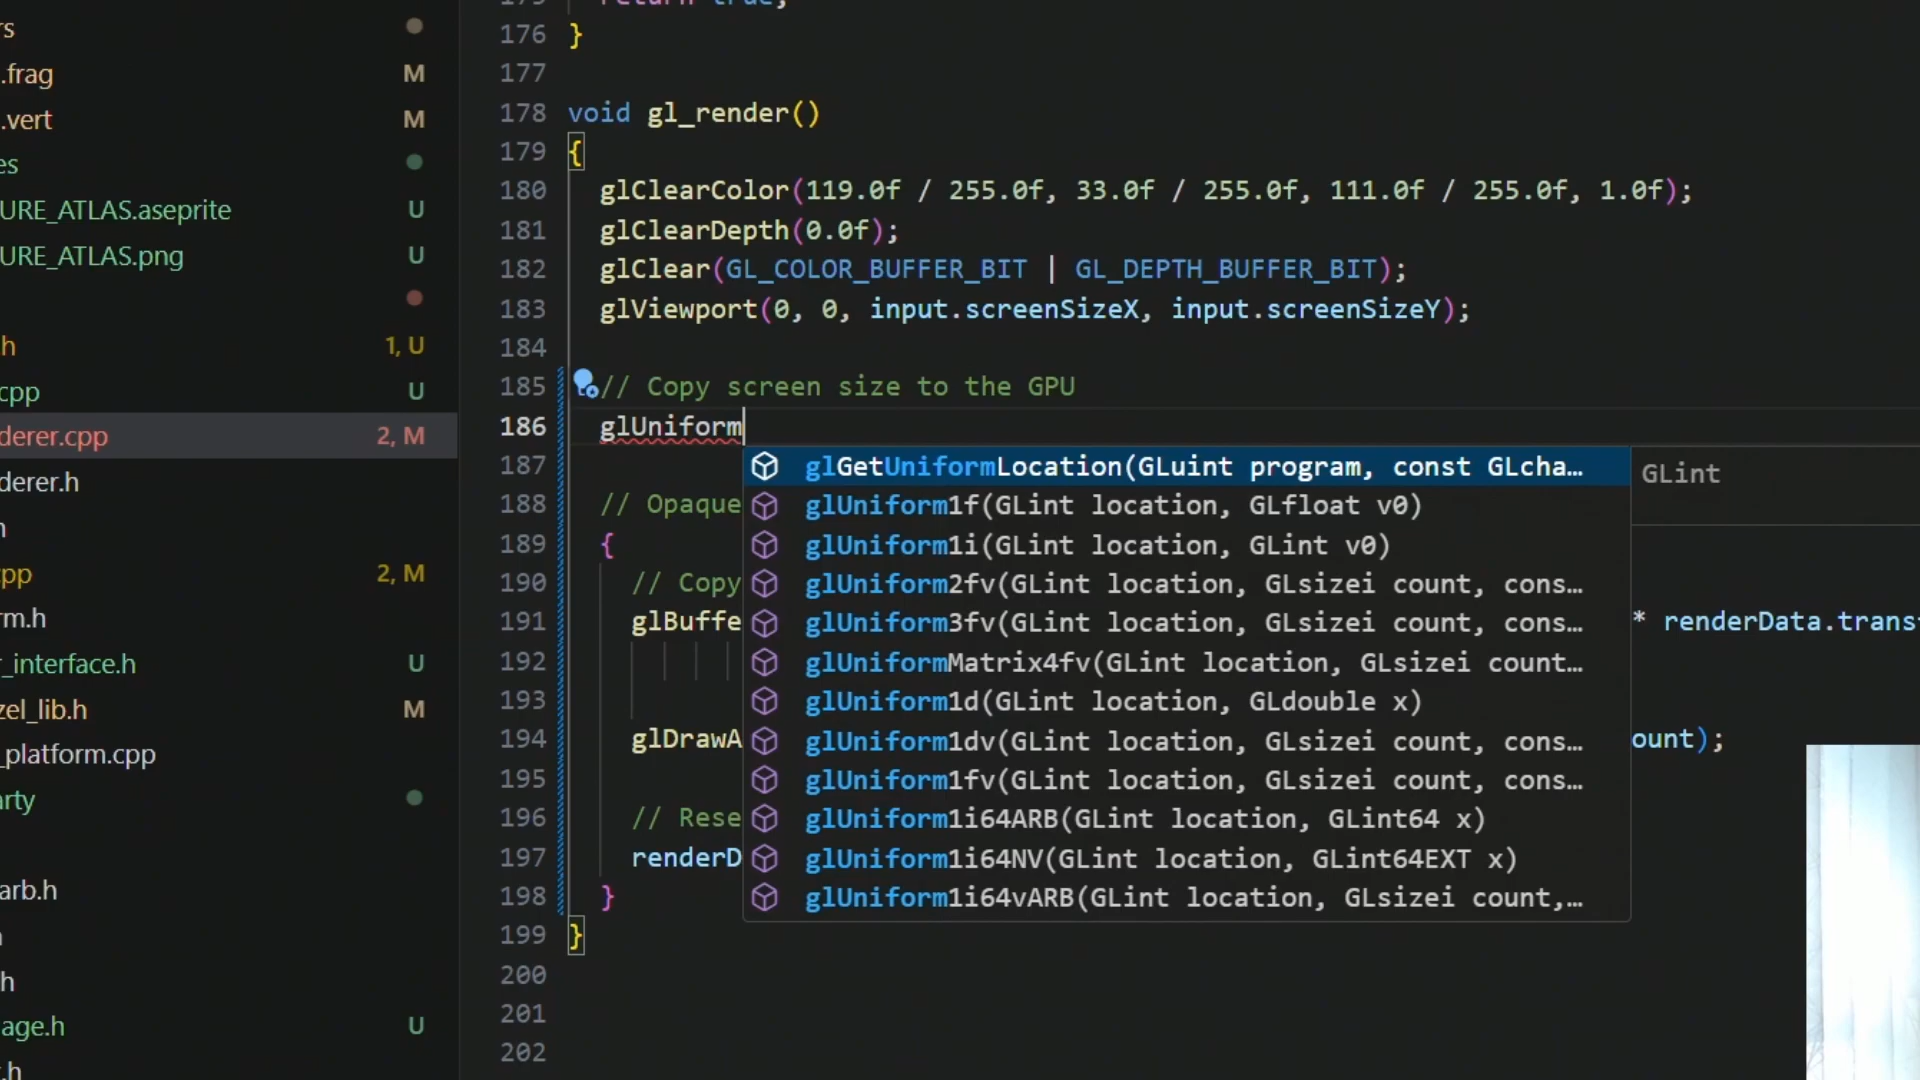 rs
.frag M
.vert M
es
URE_ATLAS.aseprite U
URE_ATLAS.png U
h 1, U
cpp U
derer.cpp 2, M
derer.h
pp 2, M
rm.h
r_interface.h U
zel_lib.h M
_platform.cpp
arty
arb.h
h
age.h U
.h
175 return true;
176 }
177
178 void gl_render()
179 {
180 glClearColor(119.0f / 255.0f, 33.0f / 255.0f, 111.0f / 255.0f, 1.0f);
181 glClearDepth(0.0f);
182 glClear(GL_COLOR_BUFFER_BIT | GL_DEPTH_BUFFER_BIT);
183 glViewport(0, 0, input.screenSizeX, input.screenSizeY);
184
185 // Copy screen size to the GPU
186 glUniform
187
188 // Opaque
189 {
190 // Copy
191 glBuffe * renderData.trans
192
193
194 glDrawA ount);
195
196 // Rese
197 renderD
198 }
199 }
200
201
202
glGetUniformLocation(GLuint program, const GLcha… GLint
glUniform1f(GLint location, GLfloat v0)
glUniform1i(GLint location, GLint v0)
glUniform2fv(GLint location, GLsizei count, cons…
glUniform3fv(GLint location, GLsizei count, cons…
glUniformMatrix4fv(GLint location, GLsizei count…
glUniform1d(GLint location, GLdouble x)
glUniform1dv(GLint location, GLsizei count, cons…
glUniform1fv(GLint location, GLsizei count, cons…
glUniform1i64ARB(GLint location, GLint64 x)
glUniform1i64NV(GLint location, GLint64EXT x)
glUniform1i64vARB(GLint location, GLsizei count,…